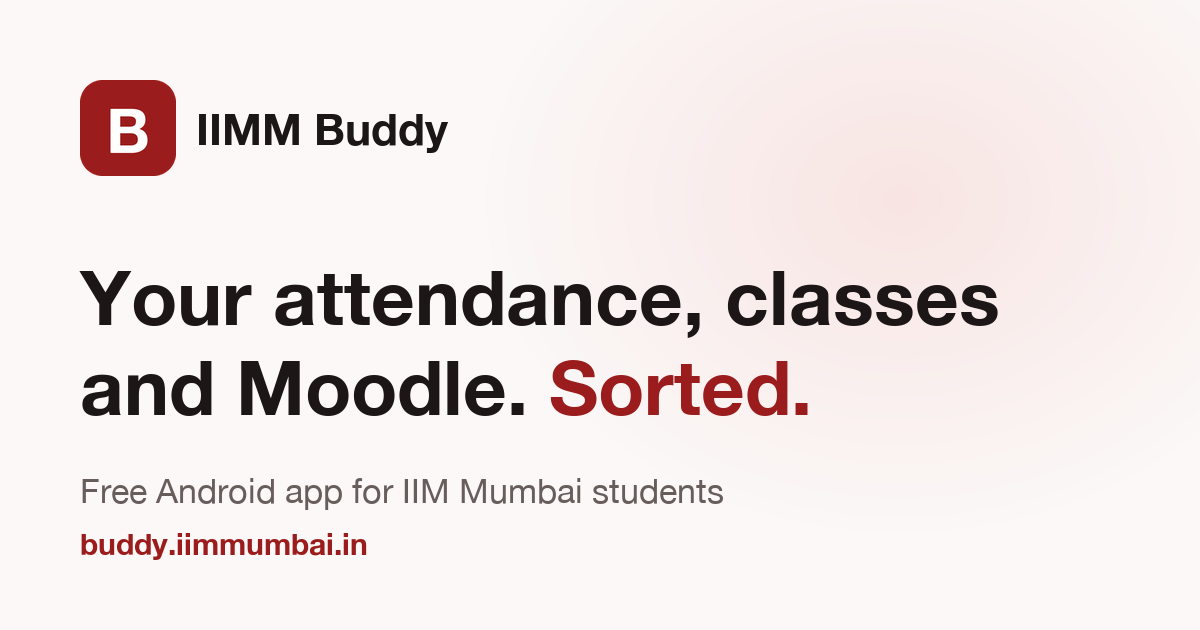 B
IIMM Buddy
Your attendance, classes
and Moodle. Sorted.
Free Android app for IIM Mumbai students
buddy.iimmumbai.in